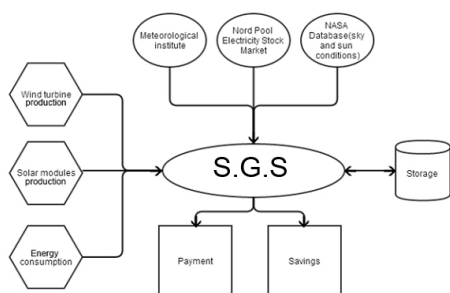 Meteorological
institute
Nord Pool
Electricity Stock
Market
NASA
Database(sky
and sun
conditions)
Wind turbine
production
Solar modules
production
Energy
consumption
S.G.S
Storage
Payment
Savings